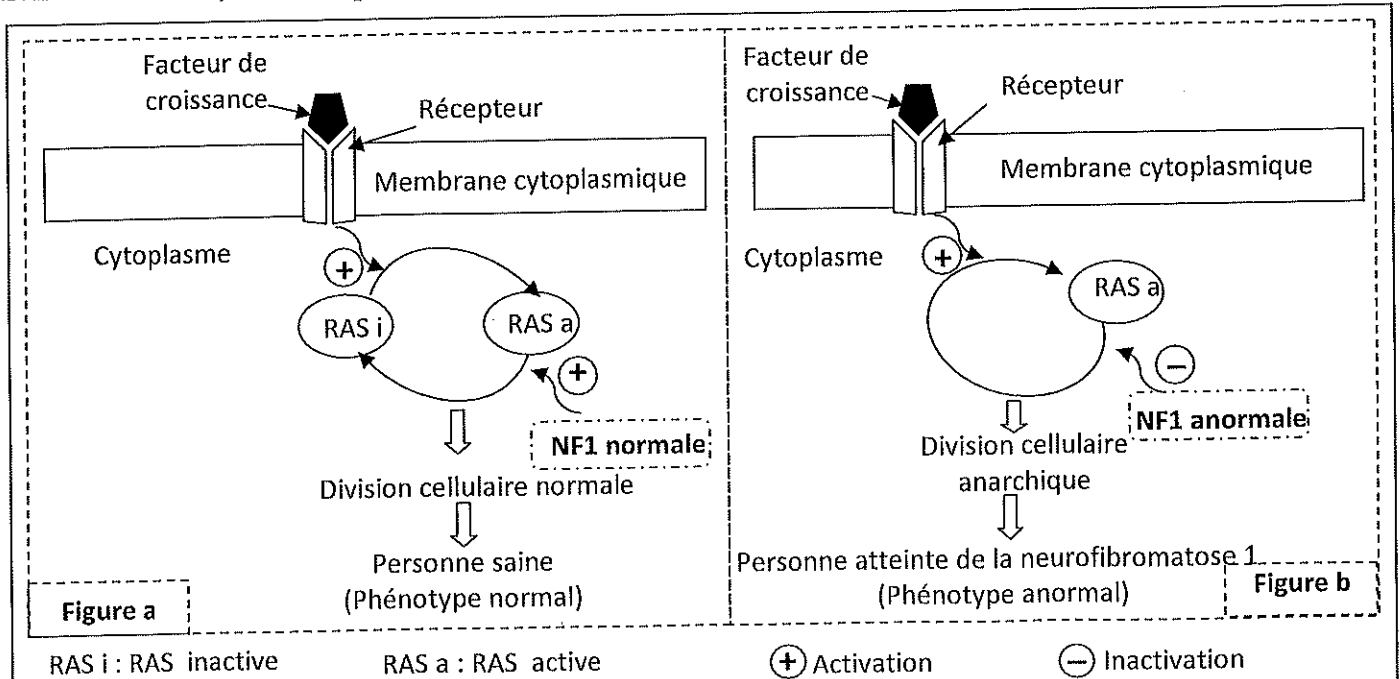 Facteur de
croissance
Récepteur
Membrane cytoplasmique
Cytoplasme
+
RAS i
RAS a
+
NF1 normale
Division cellulaire normale
Personne saine
(Phénotype normal)
Figure a
Facteur de
croissance
Récepteur
Membrane cytoplasmique
Cytoplasme
+
RAS a
−
NF1 anormale
Division cellulaire
anarchique
Personne atteinte de la neurofibromatose 1
(Phénotype anormal)
Figure b
RAS i : RAS inactive
RAS a : RAS active
+ Activation
− Inactivation